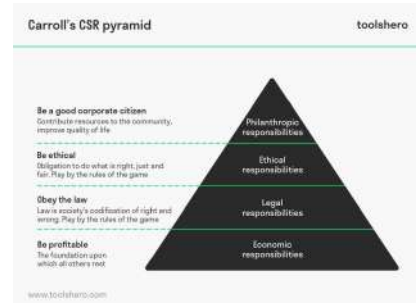 Carroll's CSR pyramid
toolshero
Be a good corporate citizen
Contribute resources to the community,
improve quality of life
Philanthropic
responsibilities
Be ethical
Obligation to do what is right, just and
fair. Play by the rules of the game
Ethical
responsibilities
Obey the law
Law is society's codification of right and
wrong. Play by the rules of the game
Legal
responsibilities
Be profitable
The foundation upon
which all others rest
Economic
responsibilities
www.toolshero.com